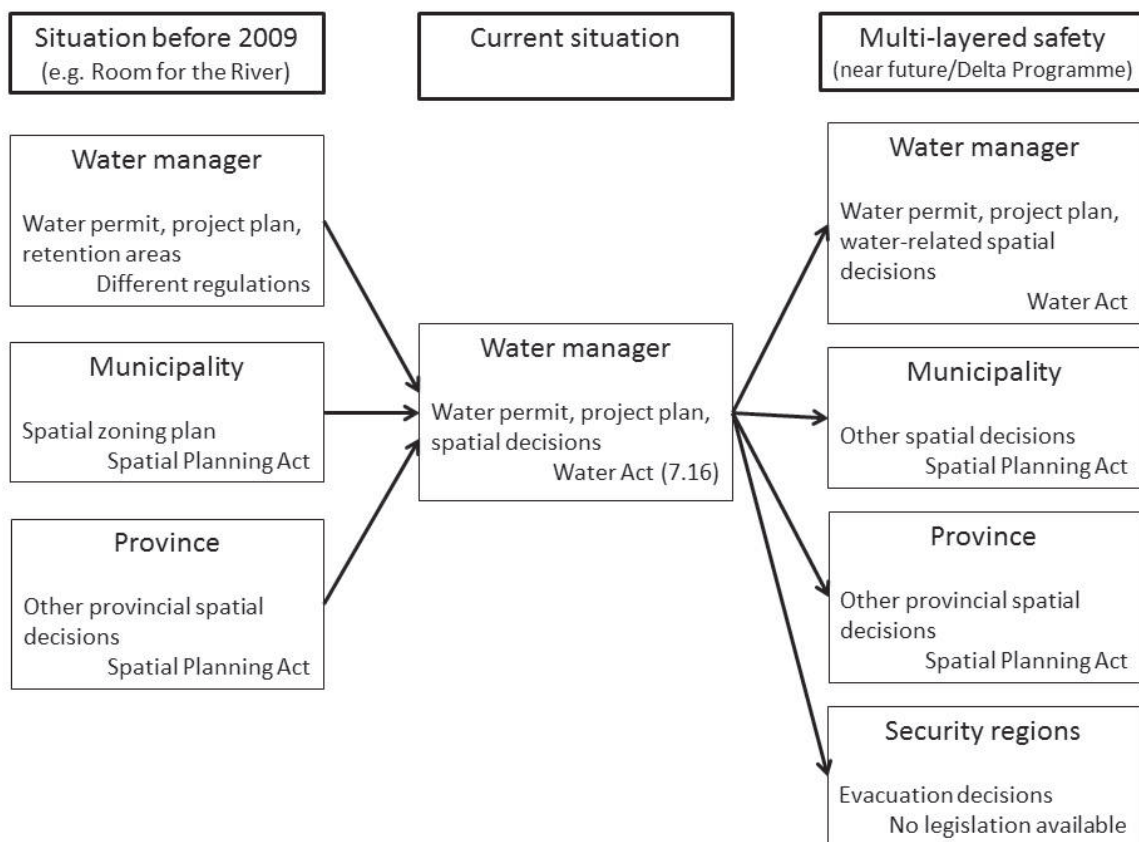 Situation before 2009
(e.g. Room for the River)
Current situation
Multi-layered safety
(near future/Delta Programme)
Water manager
Water permit, project plan,
retention areas
Different regulations
Municipality
Spatial zoning plan
Spatial Planning Act
Province
Other provincial spatial
decisions
Spatial Planning Act
Water manager
Water permit, project plan,
spatial decisions
Water Act (7.16)
Water manager
Water permit, project plan,
water-related spatial
decisions
Water Act
Municipality
Other spatial decisions
Spatial Planning Act
Province
Other provincial spatial
decisions
Spatial Planning Act
Security regions
Evacuation decisions
No legislation available